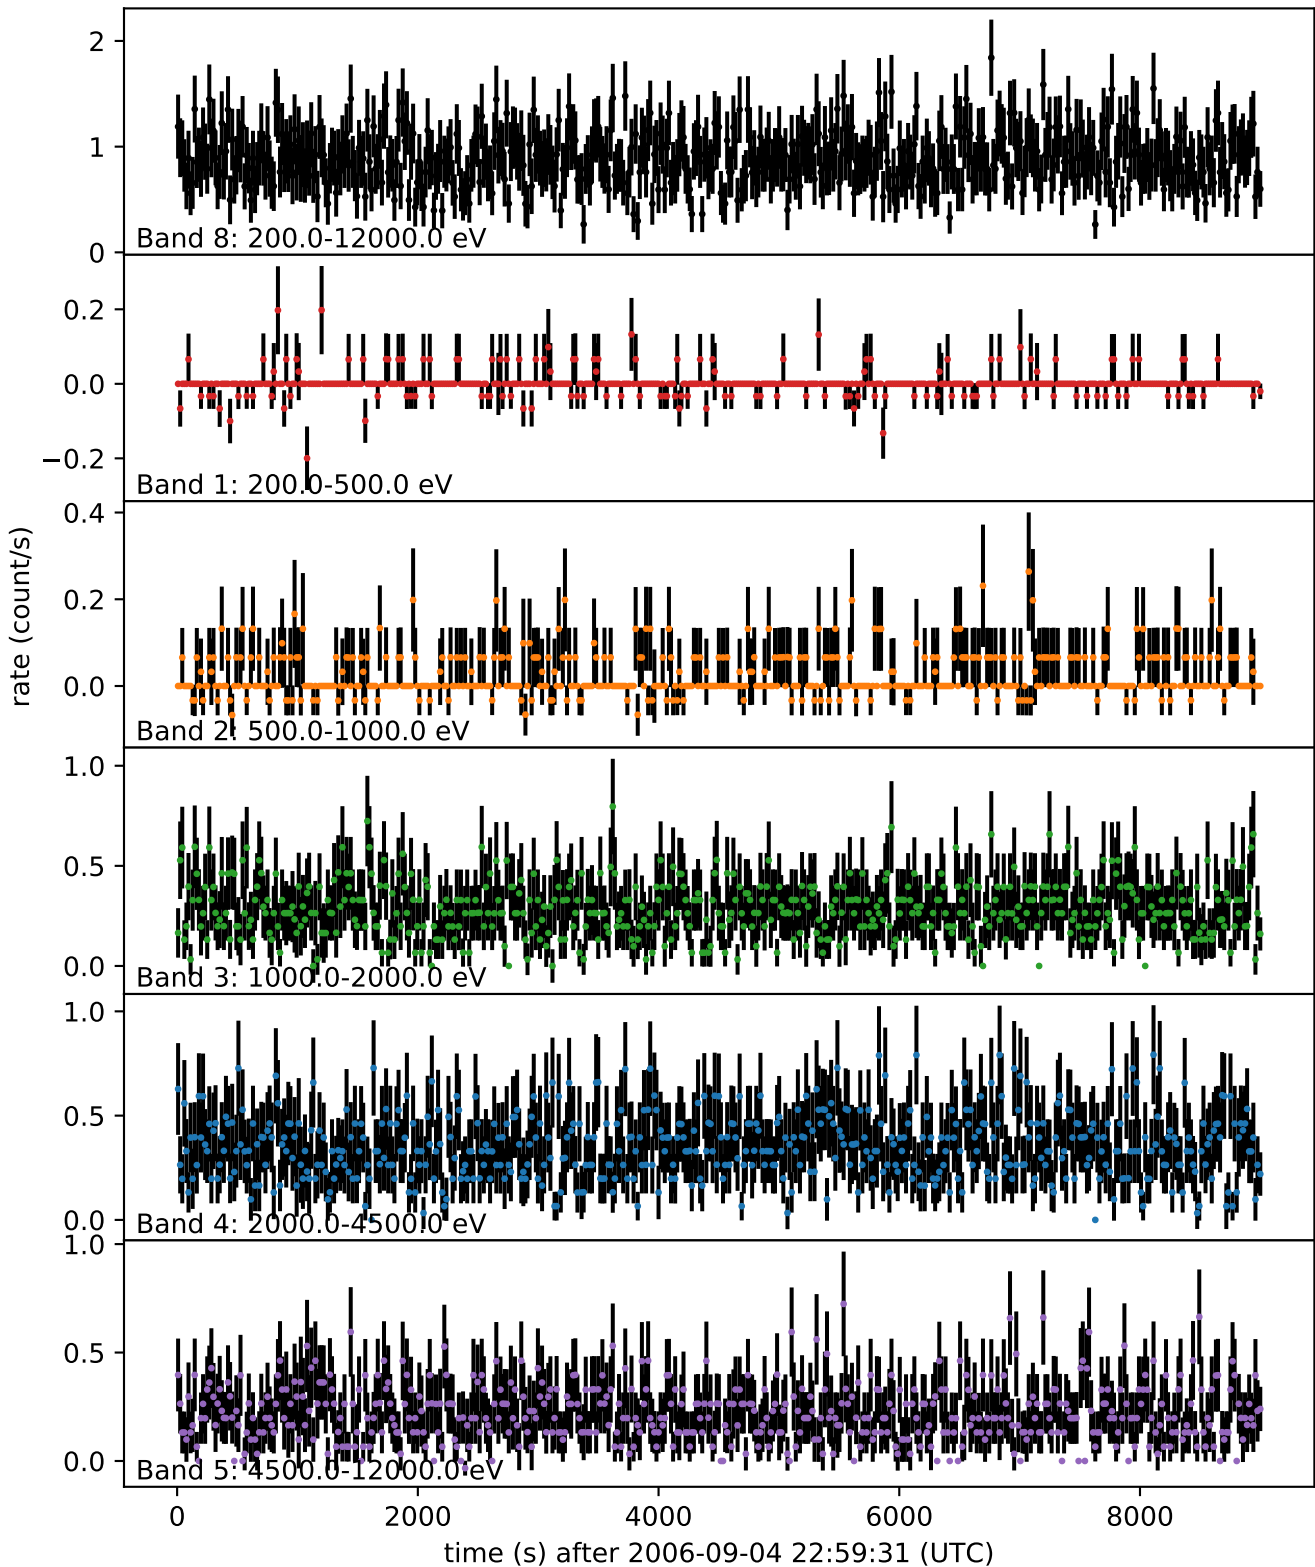 2
1
0
Band 8: 200.0-12000.0 eV
0.2
0.0
−0.2
Band 1: 200.0-500.0 eV
0.4
0.2
0.0
Band 2: 500.0-1000.0 eV
rate (count/s)
1.0
0.5
0.0
Band 3: 1000.0-2000.0 eV
1.0
0.5
0.0
Band 4: 2000.0-4500.0 eV
1.0
0.5
0.0
Band 5: 4500.0-12000.0 eV
0 2000 4000 6000 8000
time (s) after 2006-09-04 22:59:31 (UTC)